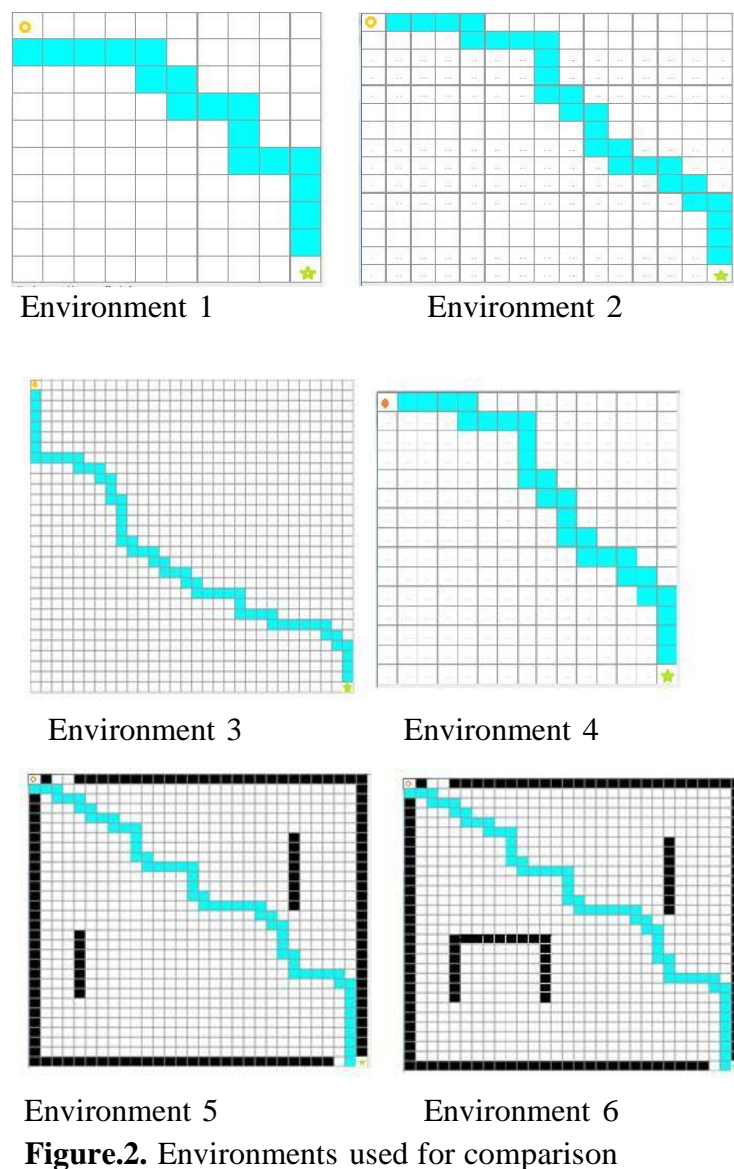 Environment 1
Environment 2
Environment 3
Environment 4
Environment 5
Environment 6
Figure.2. Environments used for comparison